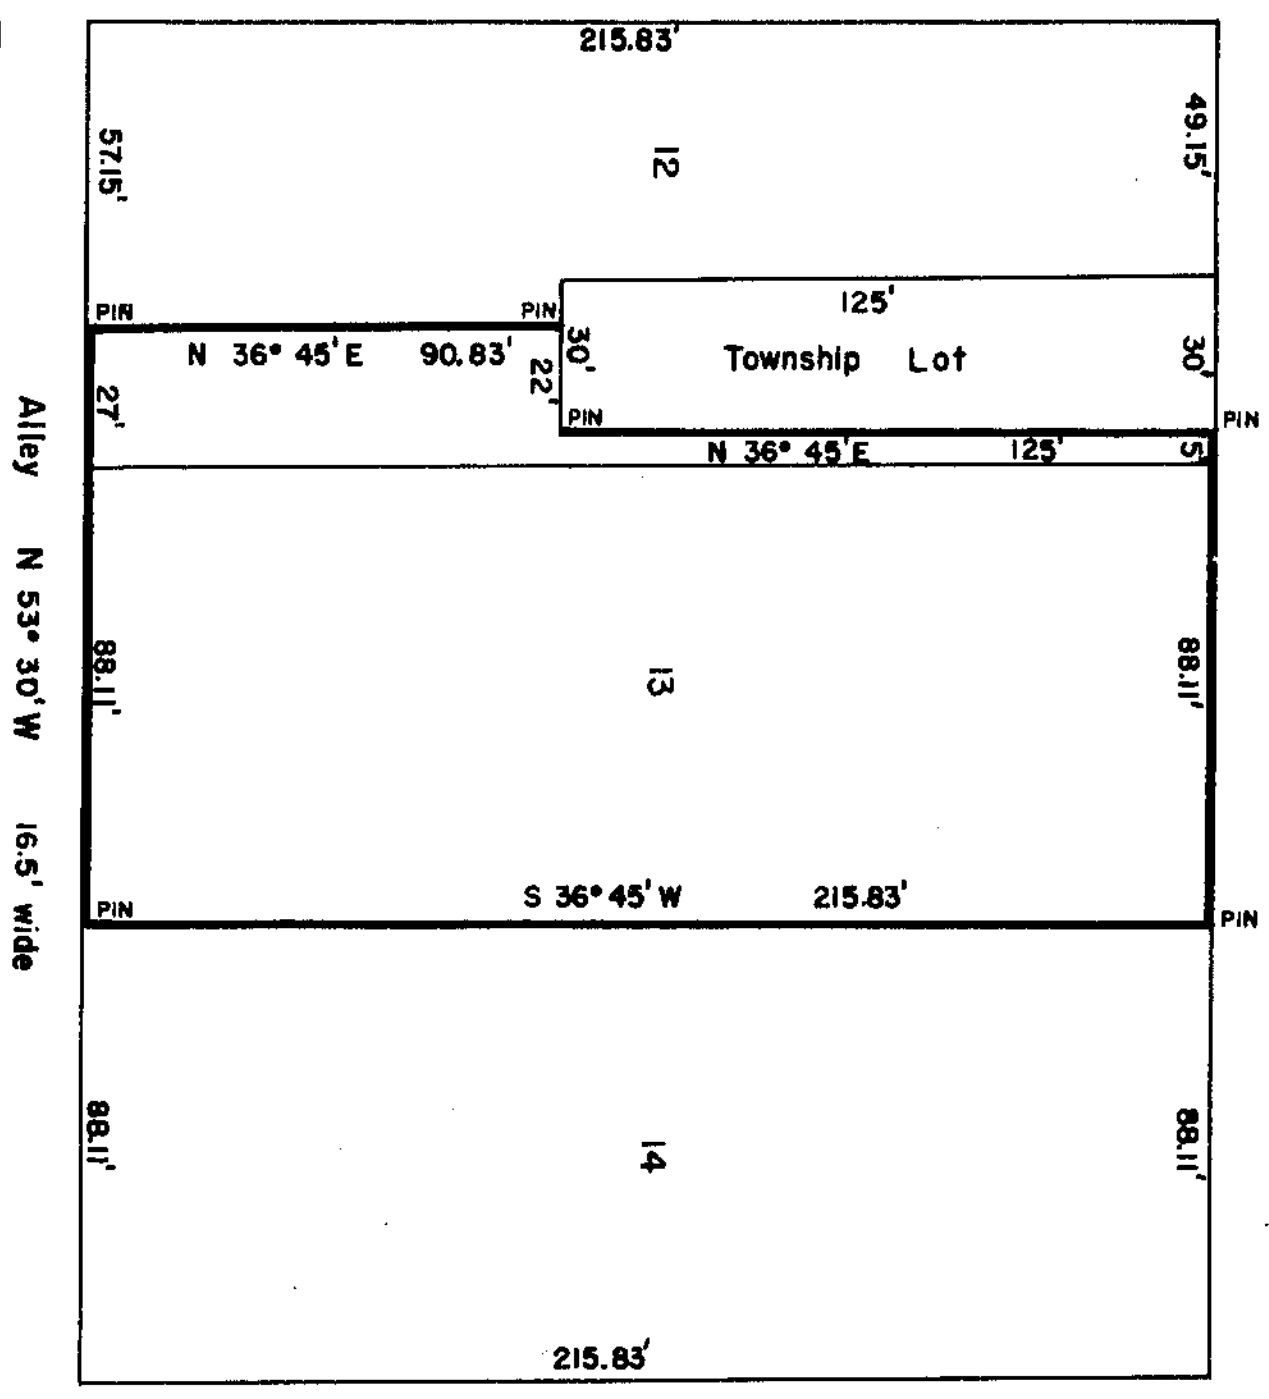 215.83'
49.15'
57.15'
12
125'
PIN
PIN
30'
Township Lot
30'
N 36° 45' E 90.83'
22'
27'
PIN
PIN
N 36° 45' E 125'
5'
Alley N 53° 30' W 16.5' wide
88.11'
13
88.11'
S 36° 45' W 215.83'
PIN
PIN
88.11'
14
88.11'
215.83'